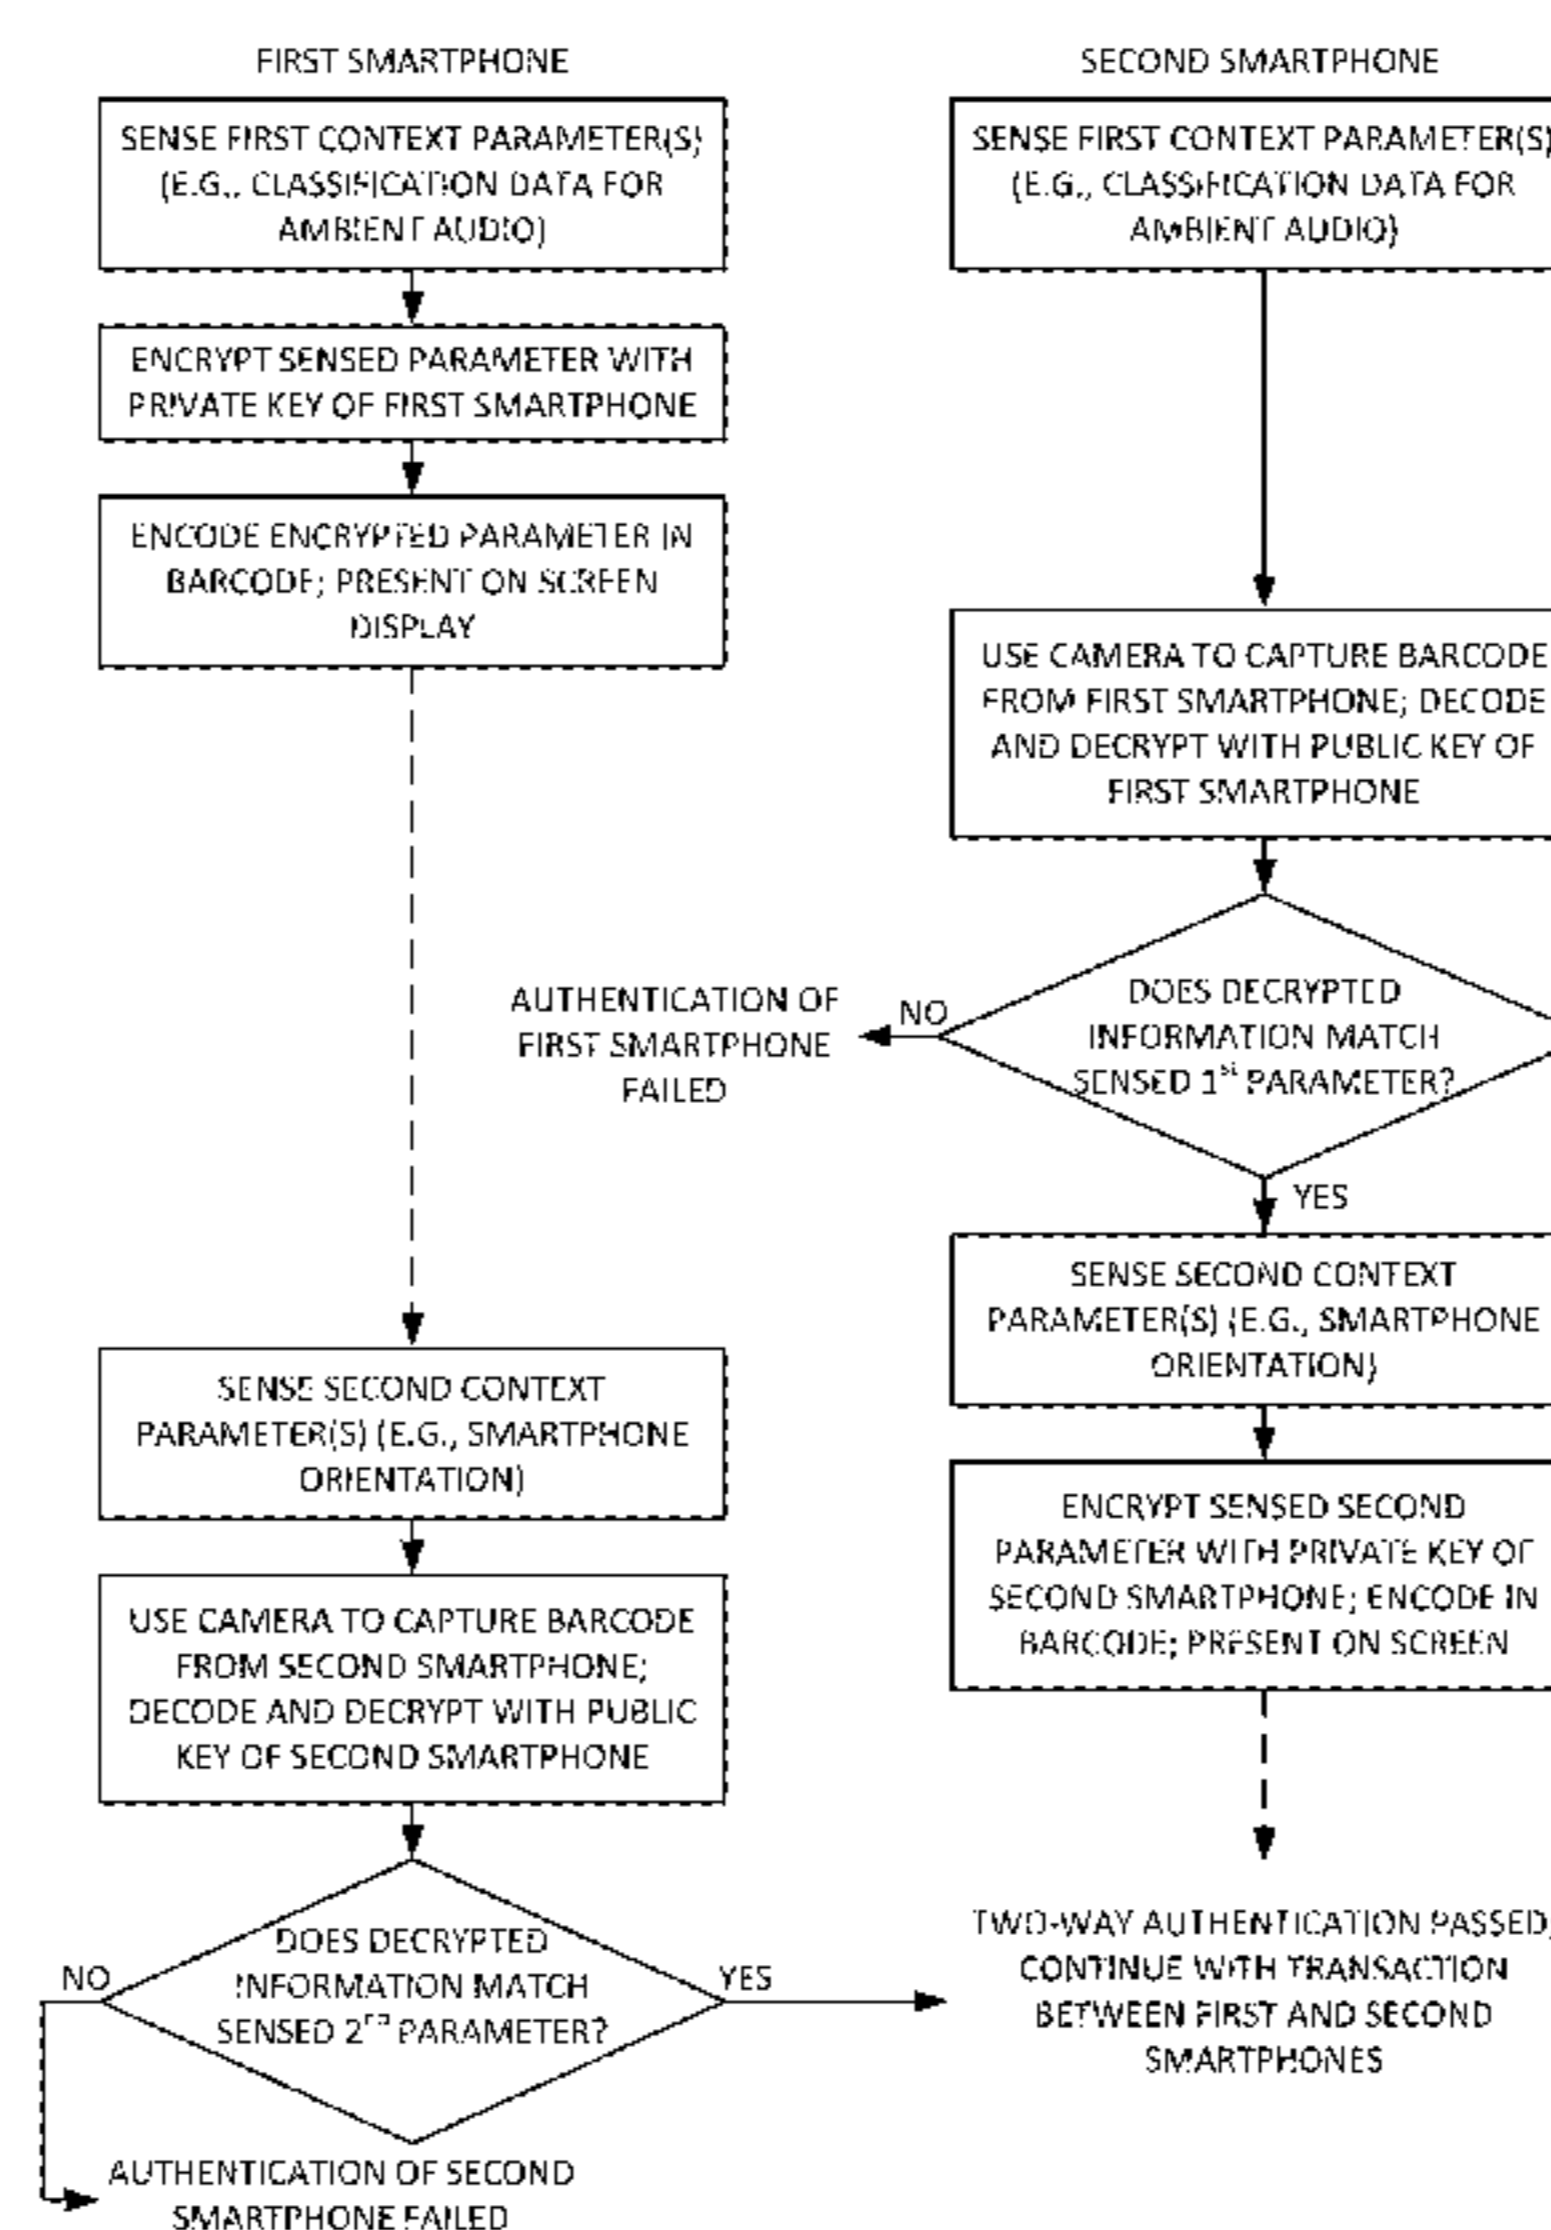 FIRST SMARTPHONE
SENSE FIRST CONTEXT PARAMETER(S)
(E.G., CLASSIFICATION DATA FOR
AMBIENT AUDIO)
ENCRYPT SENSED PARAMETER WITH
PRIVATE KEY OF FIRST SMARTPHONE
ENCODE ENCRYPTED PARAMETER IN
BARCODE; PRESENT ON SCREEN
DISPLAY
SENSE SECOND CONTEXT
PARAMETER(S) (E.G., SMARTPHONE
ORIENTATION)
USE CAMERA TO CAPTURE BARCODE
FROM SECOND SMARTPHONE;
DECODE AND DECRYPT WITH PUBLIC
KEY OF SECOND SMARTPHONE
DOES DECRYPTED
INFORMATION MATCH
SENSED 2ND PARAMETER?
NO
YES
AUTHENTICATION OF SECOND
SMARTPHONE FAILED
SECOND SMARTPHONE
SENSE FIRST CONTEXT PARAMETER(S)
(E.G., CLASSIFICATION DATA FOR
AMBIENT AUDIO)
USE CAMERA TO CAPTURE BARCODE
FROM FIRST SMARTPHONE; DECODE
AND DECRYPT WITH PUBLIC KEY OF
FIRST SMARTPHONE
DOES DECRYPTED
INFORMATION MATCH
SENSED 1st PARAMETER?
NO
AUTHENTICATION OF
FIRST SMARTPHONE
FAILED
YES
SENSE SECOND CONTEXT
PARAMETER(S) (E.G., SMARTPHONE
ORIENTATION)
ENCRYPT SENSED SECOND
PARAMETER WITH PRIVATE KEY OF
SECOND SMARTPHONE; ENCODE IN
BARCODE; PRESENT ON SCREEN
TWO-WAY AUTHENTICATION PASSED,
CONTINUE WITH TRANSACTION
BETWEEN FIRST AND SECOND
SMARTPHONES